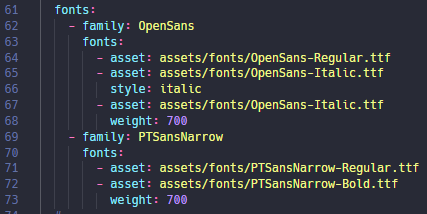 61 fonts:
62 - family: OpenSans
63 fonts:
64 - asset: assets/fonts/OpenSans-Regular.ttf
65 - asset: assets/fonts/OpenSans-Italic.ttf
66 style: italic
67 - asset: assets/fonts/OpenSans-Italic.ttf
68 weight: 700
69 - family: PTSansNarrow
70 fonts:
71 - asset: assets/fonts/PTSansNarrow-Regular.ttf
72 - asset: assets/fonts/PTSansNarrow-Bold.ttf
73 weight: 700